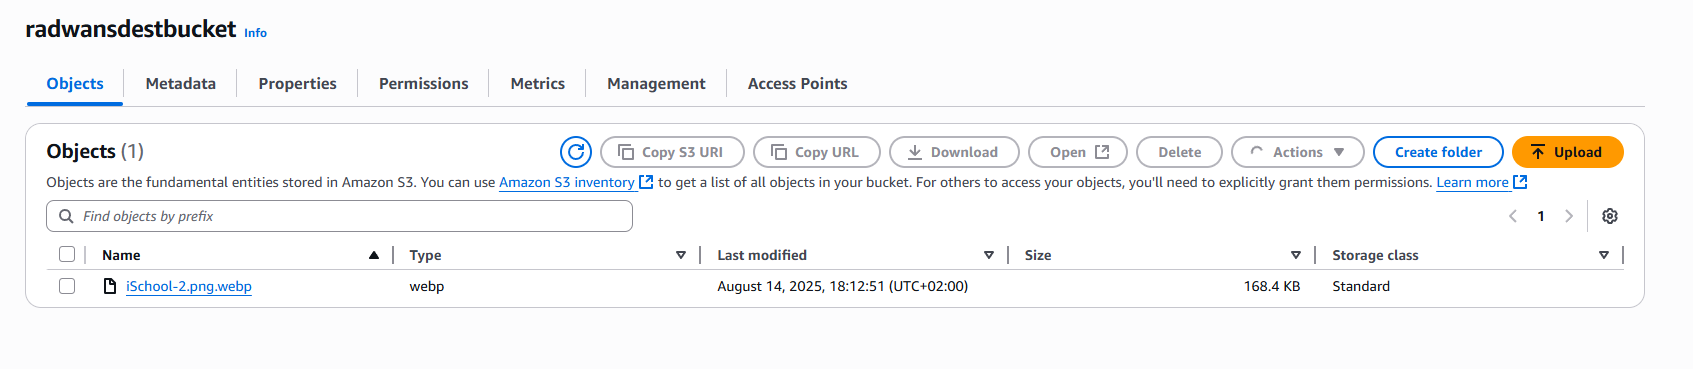 radwansdestbucket Info
Objects Metadata Properties Permissions Metrics Management Access Points
Objects (1) Copy S3 URI Copy URL Download Open Delete Actions Create folder Upload
Objects are the fundamental entities stored in Amazon S3. You can use Amazon S3 inventory to get a list of all objects in your bucket. For others to access your objects, you'll need to explicitly grant them permissions. Learn more
Find objects by prefix 1
Name Type Last modified Size Storage class
iSchool-2.png.webp webp August 14, 2025, 18:12:51 (UTC+02:00) 168.4 KB Standard